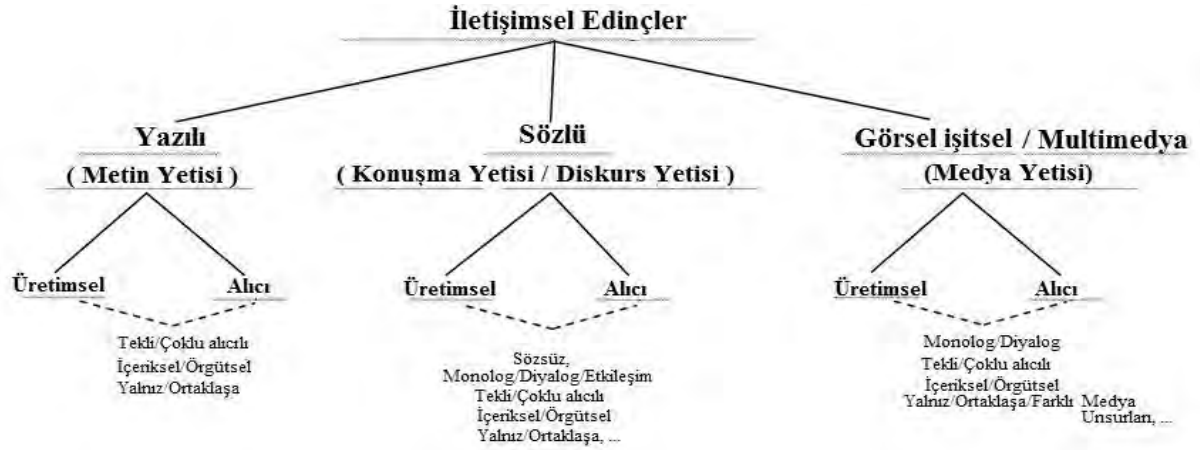 İletişimsel Edinçler
Yazılı
( Metin Yetisi )
Üretimsel
Alıcı
Tekli/Çoklu alıcılı
İçeriksel/Örgütsel
Yalnız/Ortaklaşa
Sözlü
( Konuşma Yetisi / Diskurs Yetisi )
Üretimsel
Alıcı
Sözsüz,
Monolog/Diyalog/Etkileşim
Tekli/Çoklu alıcılı
İçeriksel/Örgütsel
Yalnız/Ortaklaşa, ...
Görsel işitsel / Multimedya
(Medya Yetisi)
Üretimsel
Alıcı
Monolog/Diyalog
Tekli/Çoklu alıcılı
İçeriksel/Örgütsel
Yalnız/Ortaklaşa/Farklı Medya
Unsurları, ...